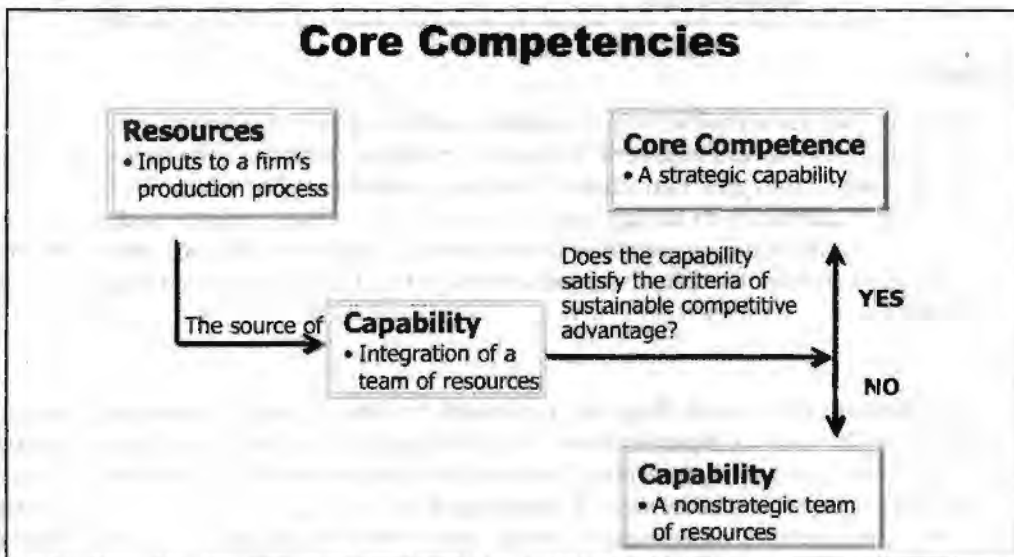 Core Competencies
Resources
• Inputs to a firm's
production process
Core Competence
• A strategic capability
Does the capability
satisfy the criteria of
sustainable competitive
advantage?
YES
The source of
Capability
• Integration of a
team of resources
NO
Capability
• A nonstrategic team
of resources